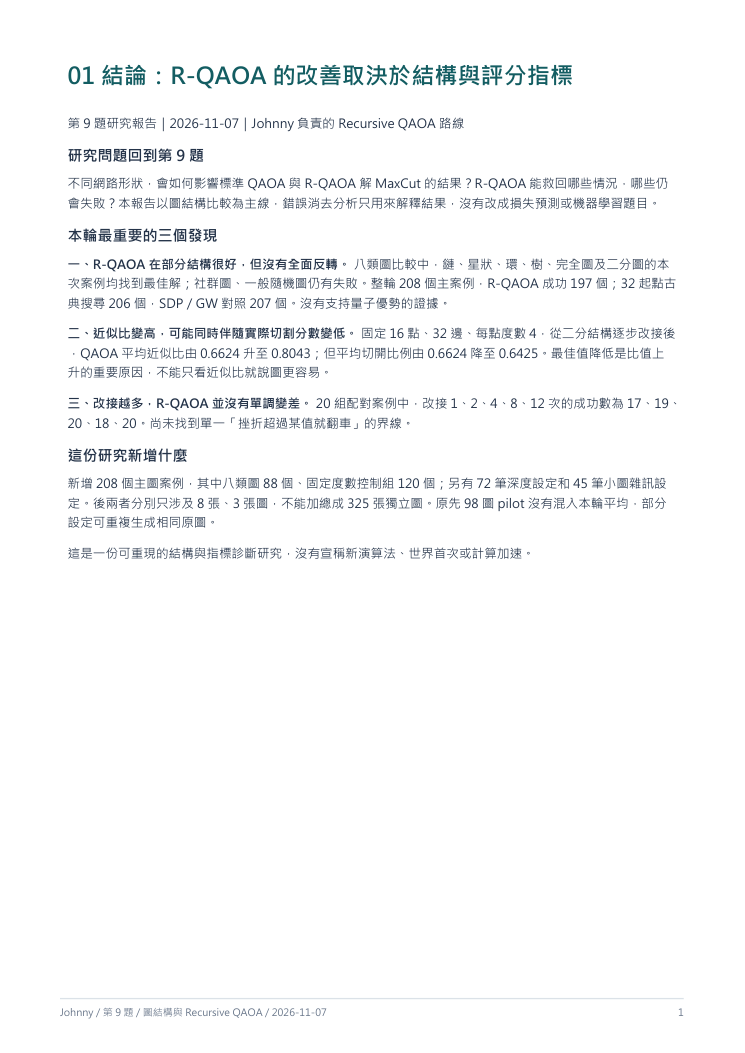 01 結論：R-QAOA 的改善取決於結構與評分指標
第 9 題研究報告 | 2026-11-07 | Johnny 負責的 Recursive QAOA 路線
研究問題回到第 9 題
不同網路形狀，會如何影響標準 QAOA 與 R-QAOA 解 MaxCut 的結果？R-QAOA 能救回哪些情況，哪些仍
會失敗？本報告以圖結構比較為主線，錯誤消去分析只用來解釋結果，沒有改成損失預測或機器學習題目。
本輪最重要的三個發現
一、R-QAOA 在部分結構很好，但沒有全面反轉。 八類圖比較中，鏈、星狀、環、樹、完全圖及二分圖的本
次案例均找到最佳解；社群圖、一般隨機圖仍有失敗。整輪 208 個主案例，R-QAOA 成功 197 個；32 起點古
典搜尋 206 個，SDP / GW 對照 207 個。沒有支持量子優勢的證據。
二、近似比變高，可能同時伴隨實際切割分數變低。 固定 16 點、32 邊、每點度數 4，從二分結構逐步改接後
，QAOA 平均近似比由 0.6624 升至 0.8043；但平均切開比例由 0.6624 降至 0.6425。最佳值降低是比值上
升的重要原因，不能只看近似比就說圖更容易。
三、改接越多，R-QAOA 並沒有單調變差。 20 組配對案例中，改接 1、2、4、8、12 次的成功數為 17、19、
20、18、20。尚未找到單一「挫折超過某值就翻車」的界線。
這份研究新增什麼
新增 208 個主圖案例，其中八類圖 88 個、固定度數控制組 120 個；另有 72 筆深度設定和 45 筆小圖雜訊設
定。後兩者分別只涉及 8 張、3 張圖，不能加總成 325 張獨立圖。原先 98 圖 pilot 沒有混入本輪平均，部分
設定可重複生成相同原圖。
這是一份可重現的結構與指標診斷研究，沒有宣稱新演算法、世界首次或計算加速。
Johnny / 第 9 題 / 圖結構與 Recursive QAOA / 2026-11-07
1